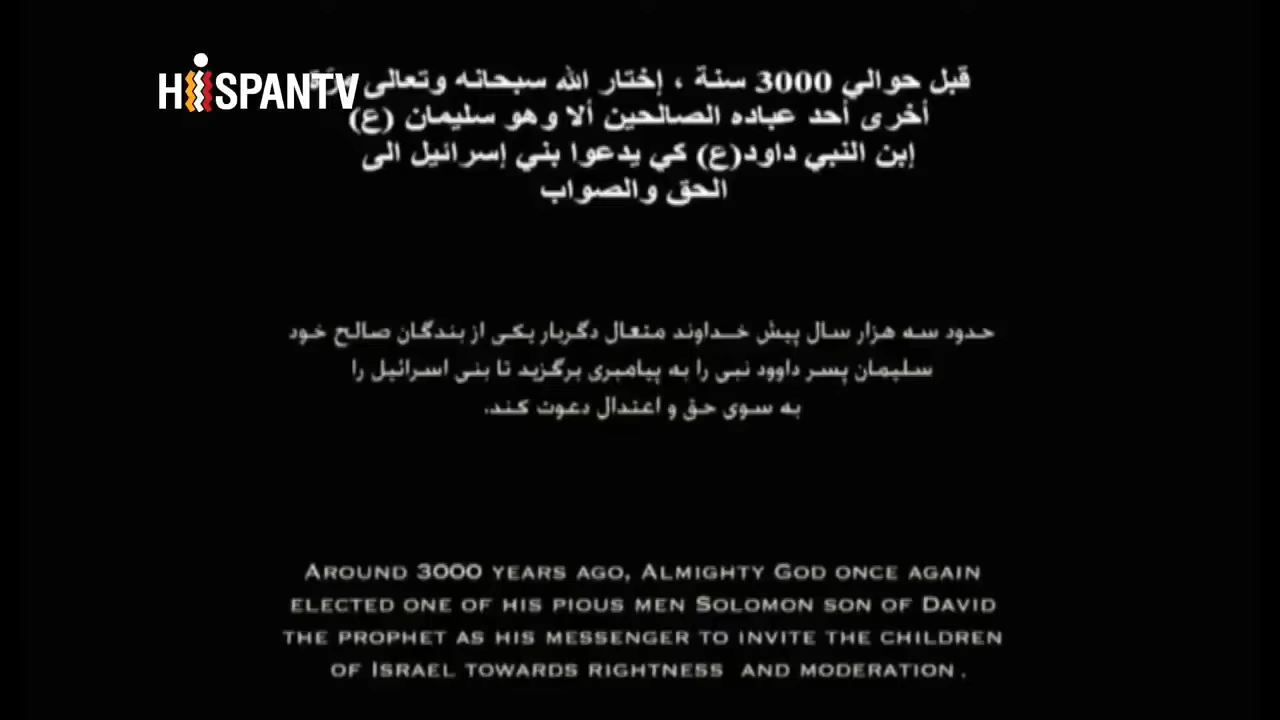 HISPANTV
قبل حوالي 3000 سنة ، إختار الله سبحانه وتعالى
أخرى أحد عباده الصالحين ألا وهو سليمان (ع)
إبن النبي داود(ع) كي يدعوا بني إسرائيل الى
الحق والصواب
حدود سه هزار سال پیش خداوند متعال دگربار یکی از بندگان صالح خود
سلیمان پسر داوود نبی را به پیامبری برگزید تا بنی اسرائیل را
به سوی حق و اعتدال دعوت کند.
AROUND 3000 YEARS AGO, ALMIGHTY GOD ONCE AGAIN
ELECTED ONE OF HIS PIOUS MEN SOLOMON SON OF DAVID
THE PROPHET AS HIS MESSENGER TO INVITE THE CHILDREN
OF ISRAEL TOWARDS RIGHTNESS AND MODERATION .